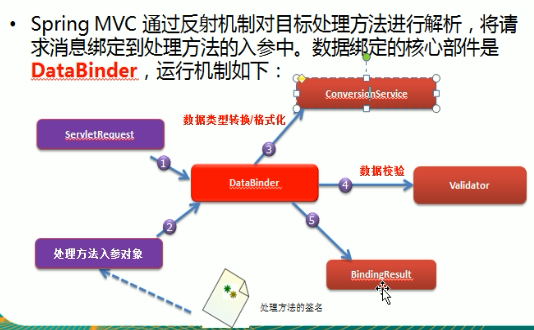 • Spring MVC 通过反射机制对目标处理方法进行解析，将请
求消息绑定到处理方法的入参中。数据绑定的核心部件是
DataBinder，运行机制如下：
ConversionService
数据类型转换/格式化
ServletRequest
3
1
数据校验
DataBinder
4
Validator
2
5
处理方法入参对象
BindingResult
处理方法的签名